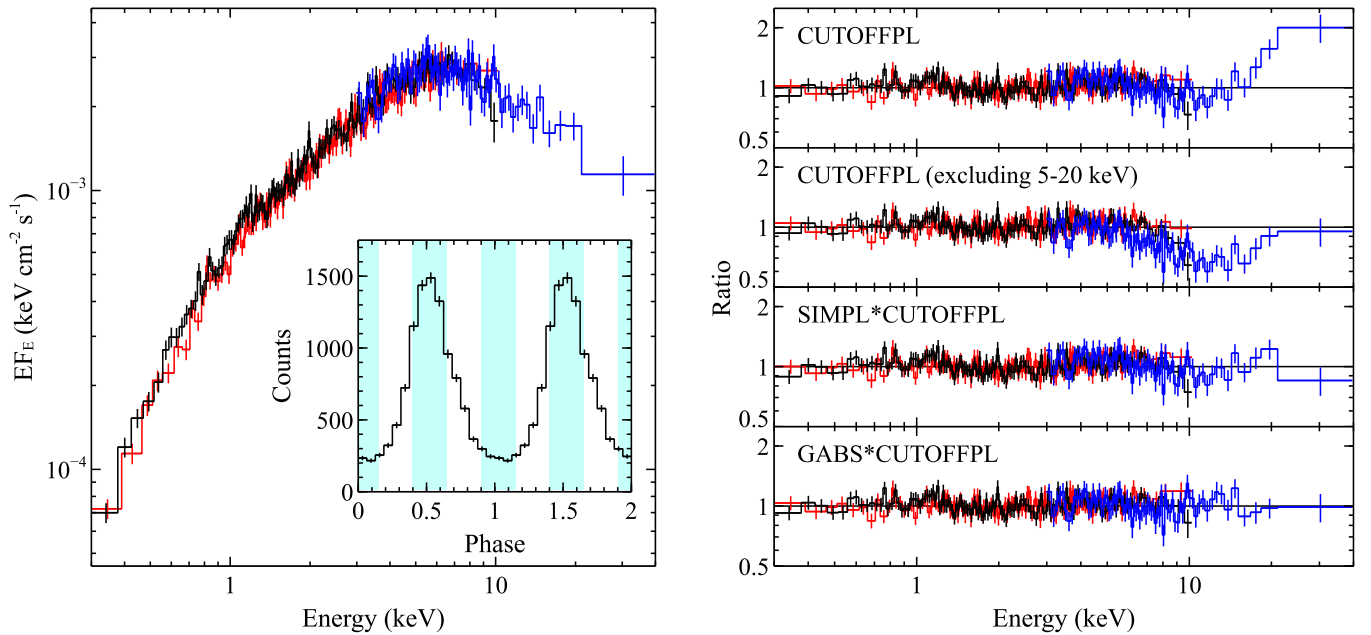 EFE (keV cm-2 s-1)
10-3
10-4
1
10
Energy (keV)
Counts
1500
1000
500
0
0
0.5
1
1.5
2
Phase
Ratio
CUTOFFPL
2
1
0.5
CUTOFFPL (excluding 5-20 keV)
2
1
0.5
SIMPL*CUTOFFPL
2
1
0.5
GABS*CUTOFFPL
2
1
0.5
1
10
Energy (keV)